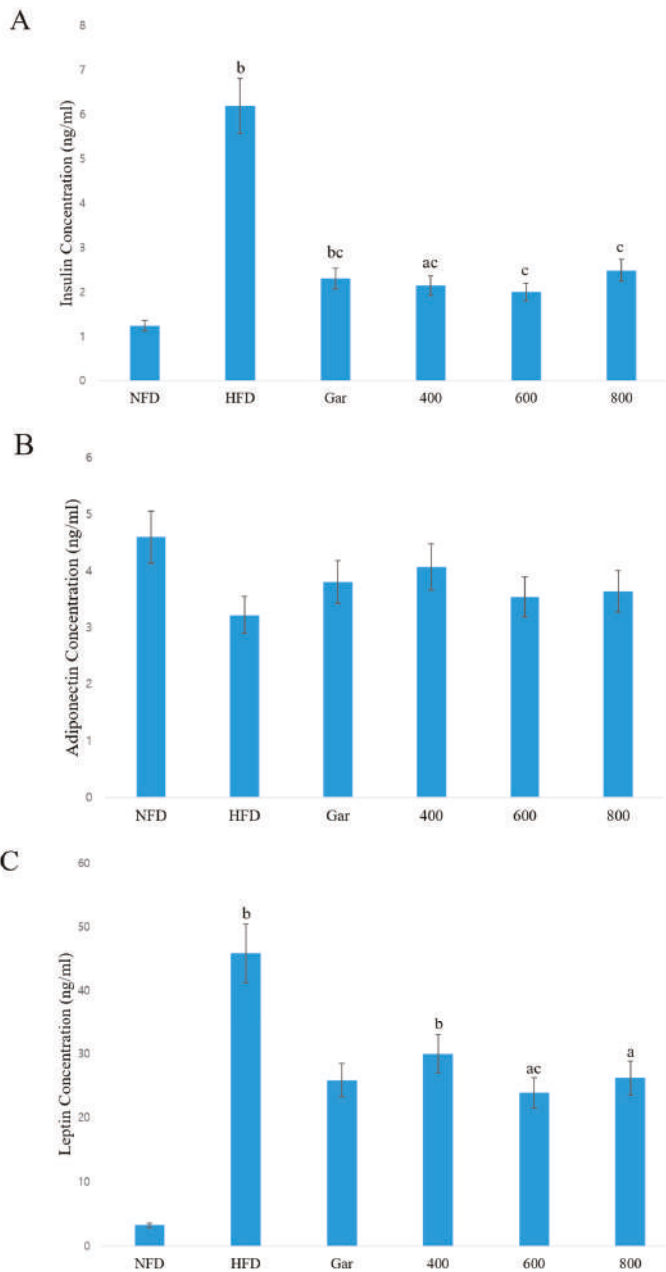 A
Insulin Concentration (ng/ml)
8
7
6
5
4
3
2
1
0
b
bc
ac
c
c
NFD HFD Gar 400 600 800
B
Adiponectin Concentration (ng/ml)
6
5
4
3
2
1
0
NFD HFD Gar 400 600 800
C
Leptin Concentration (ng/ml)
60
50
40
30
20
10
0
b
b
ac
a
NFD HFD Gar 400 600 800